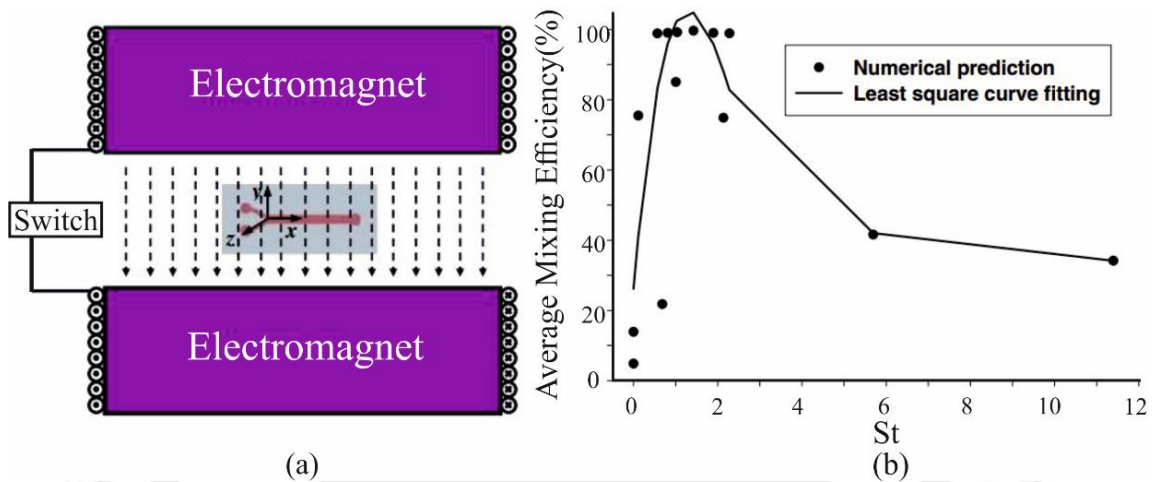 Electromagnet
Switch
y
x
z
Electromagnet
(a)
Average Mixing Efficiency(%)
100
80
60
40
20
0
Numerical prediction
Least square curve fitting
0 2 4 6 8 10 12
St
(b)